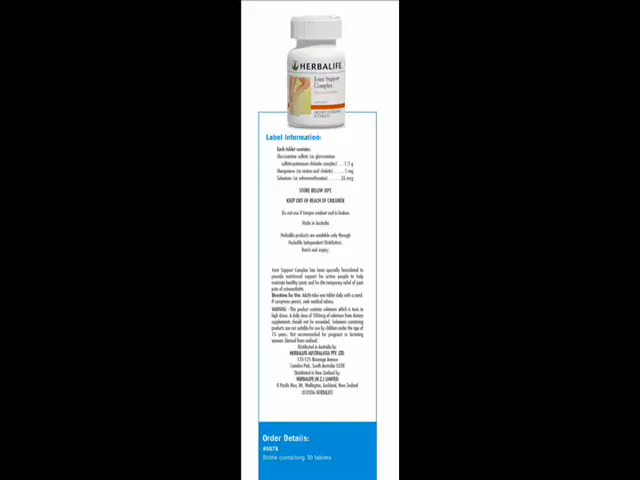 HERBALIFE
Joint Support
Complex
Label information:
Each tablet contains:
Glucosamine sulfate (as glucosamine
sulfate-potassium chloride complex) ... 1.5 g
Manganese (as amino acid chelate) ....... 1 mg
Selenium (as selenomethionine) ........ 26 mcg
STORE BELOW 30°C
KEEP OUT OF REACH OF CHILDREN
Do not use if tamper sealant unit is broken
Made in Australia
Herbalife products are available only through
Herbalife Independent Distributors.
Batch and expiry:
Joint Support Complex has been specially formulated to
provide nutritional support for active people to help
maintain healthy joints and for the temporary relief of joint
pain of osteoarthritis
Directions for Use: Adults-take one tablet daily with a meal.
If symptoms persist, seek medical advice.
WARNING - This product contains selenium which is toxic in
high doses. A daily dose of 150mcg of selenium from dietary
supplements should not be exceeded. Selenium containing
products are not suitable for use by children under the age of
15 years. Not recommended for pregnant or lactating
women. Derived from seafood.
Distributed in Australia by
HERBALIFE AUSTRALASIA PTY. LTD.
Camden Park, South Australia 5038
Distributed in New Zealand by
HERBALIFE (N.Z.) LIMITED
8 Pacific Rise, Mt. Wellington, Auckland, New Zealand
©2006 HERBALIFE
Order Details:
#0078
Bottle containing 30 tablets